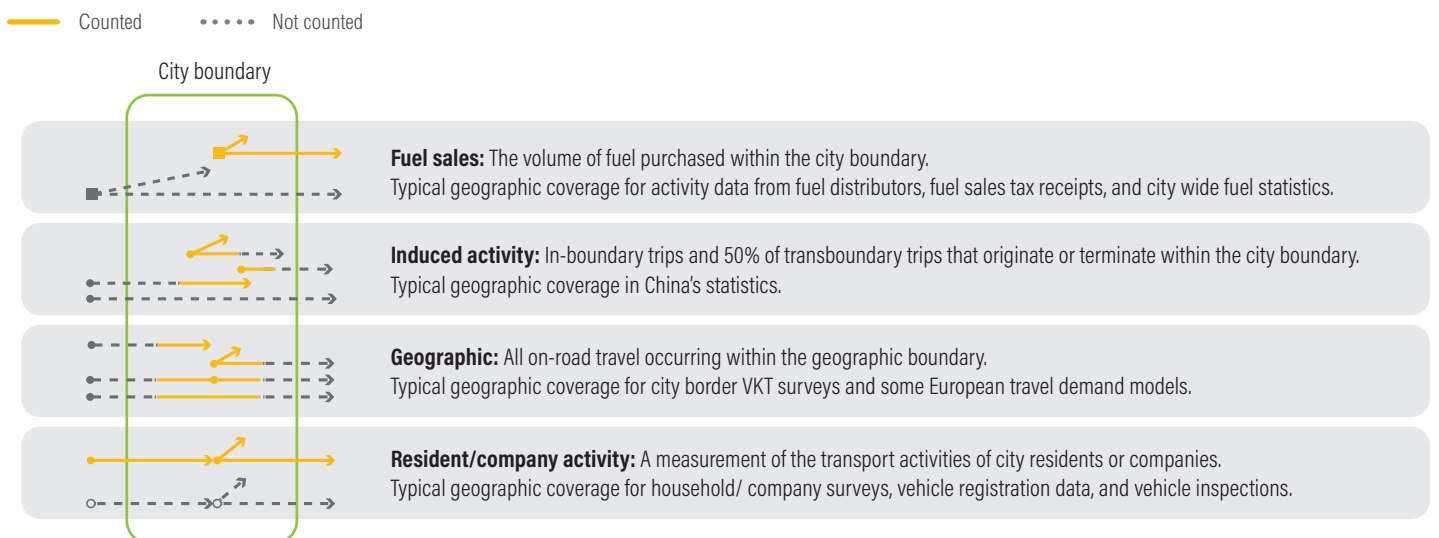 Counted Not counted
City boundary
Fuel sales: The volume of fuel purchased within the city boundary.
Typical geographic coverage for activity data from fuel distributors, fuel sales tax receipts, and city wide fuel statistics.
Induced activity: In-boundary trips and 50% of transboundary trips that originate or terminate within the city boundary.
Typical geographic coverage in China's statistics.
Geographic: All on-road travel occurring within the geographic boundary.
Typical geographic coverage for city border VKT surveys and some European travel demand models.
Resident/company activity: A measurement of the transport activities of city residents or companies.
Typical geographic coverage for household/ company surveys, vehicle registration data, and vehicle inspections.